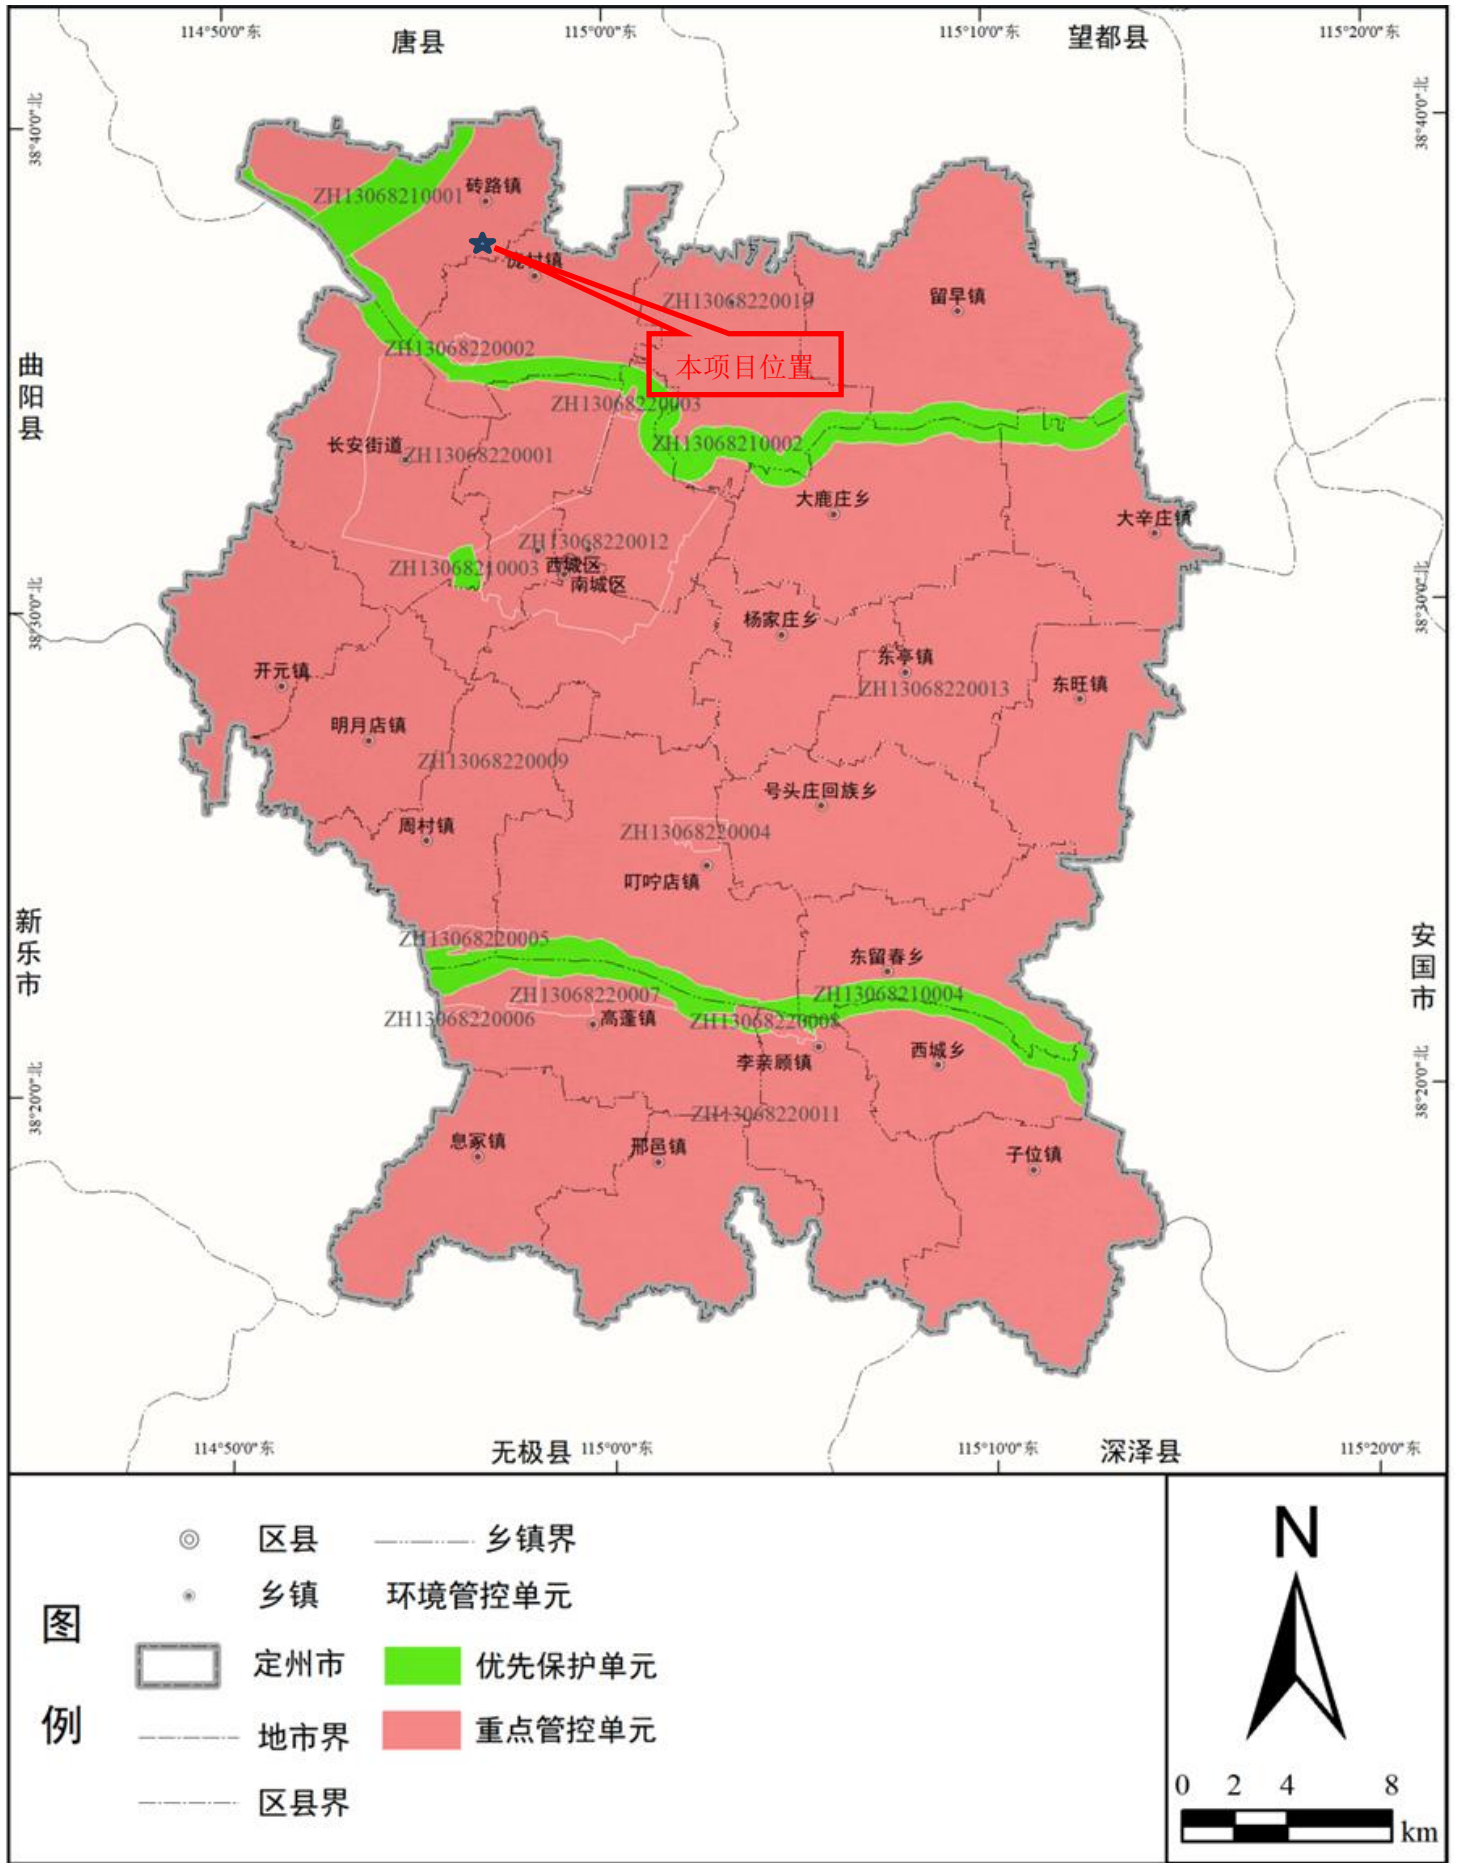 114°50'0"东
115°0'0"东
115°10'0"东
115°20'0"东
唐县
望都县
38°40'0"北
38°40'0"北
ZH13068210001
砖路镇
庞村镇
ZH13068220010
留早镇
ZH13068220002
本项目位置
曲阳县
ZH13068220003
长安街道
ZH13068220001
ZH13068210002
大鹿庄乡
大辛庄镇
ZH13068220012
ZH13068210003
西城区
南城区
38°30'0"北
38°30'0"北
杨家庄乡
东亭镇
ZH13068220013
开元镇
东旺镇
明月店镇
ZH13068220009
号头庄回族乡
周村镇
ZH13068220004
叮咛店镇
新乐市
安国市
ZH13068220005
东留春乡
ZH13068220007
ZH13068210004
ZH13068220006
高蓬镇
ZH13068220008
李亲顾镇
西城乡
38°20'0"北
38°20'0"北
ZH13068220011
息冢镇
邢邑镇
子位镇
114°50'0"东
无极县
115°0'0"东
115°10'0"东
深泽县
115°20'0"东
图例
区县
乡镇界
乡镇
环境管控单元
定州市
优先保护单元
地市界
重点管控单元
区县界
N
0 2 4 8
km